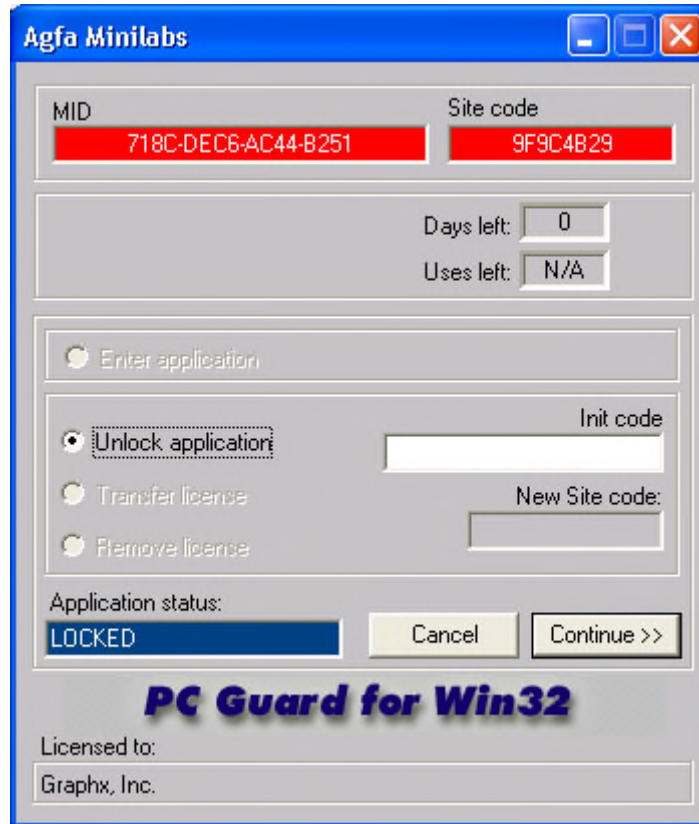 Agfa Minilabs
MID
Site code
718C-DEC6-AC44-B251
9F9C4B29
Days left: 0
Uses left: N/A
Enter application
Unlock application
Init code
Transfer license
New Site code:
Remove license
Application status:
LOCKED
Cancel
Continue >>
PC Guard for Win32
Licensed to:
Graphx, Inc.